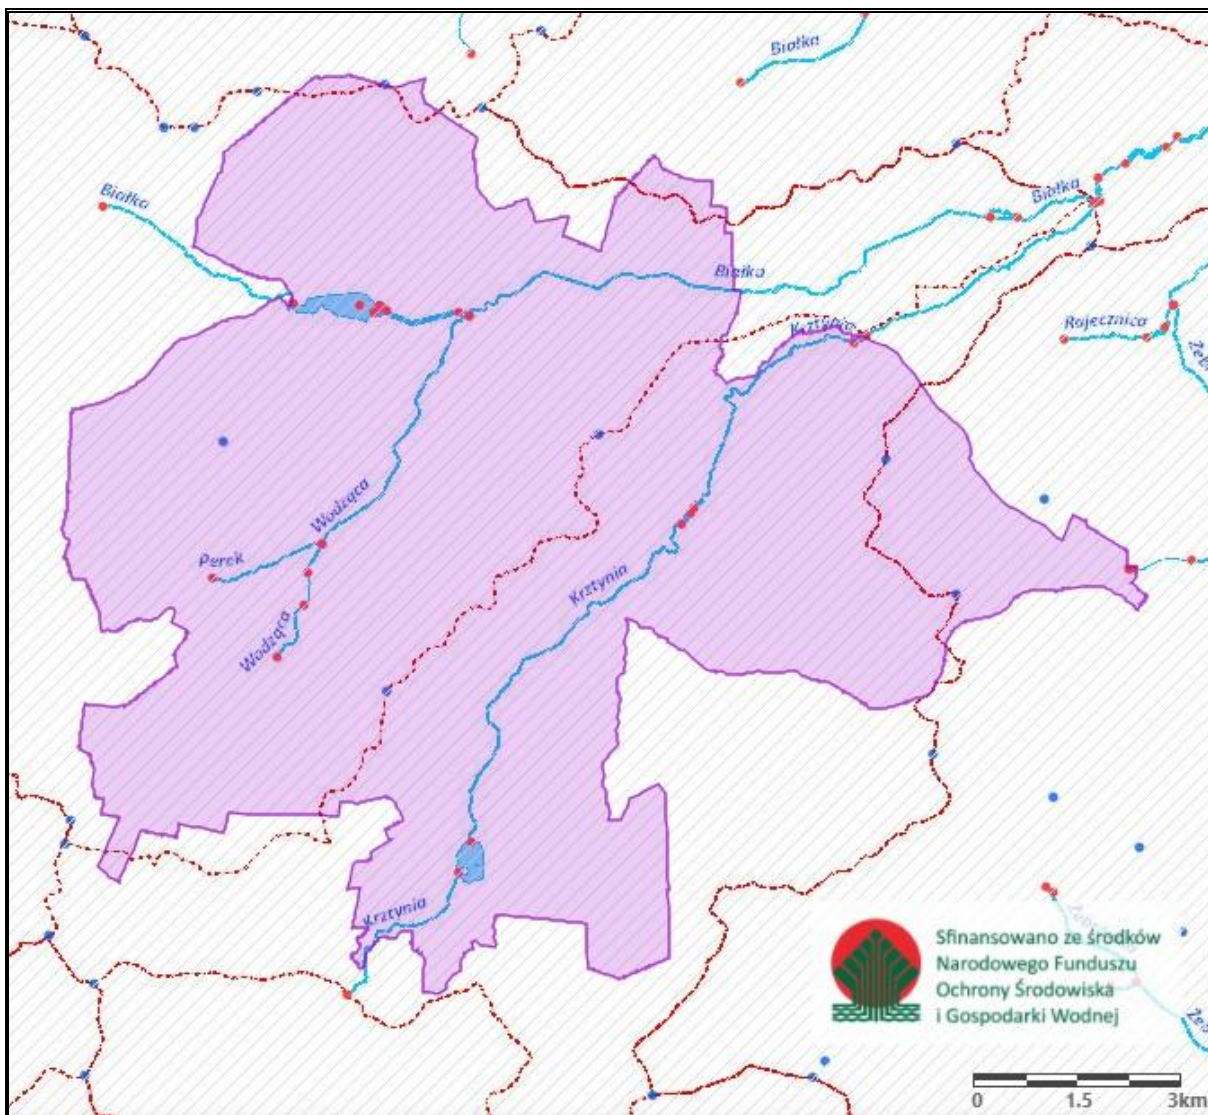 Białka
Białka
Białka
Białka
Krztynia
Rajecznica
Wodząca
Perek
Krztynia
Wodząca
Krztynia
Sfinansowano ze środków
Narodowego Funduszu
Ochrony Środowiska
i Gospodarki Wodnej
0 1.5 3km